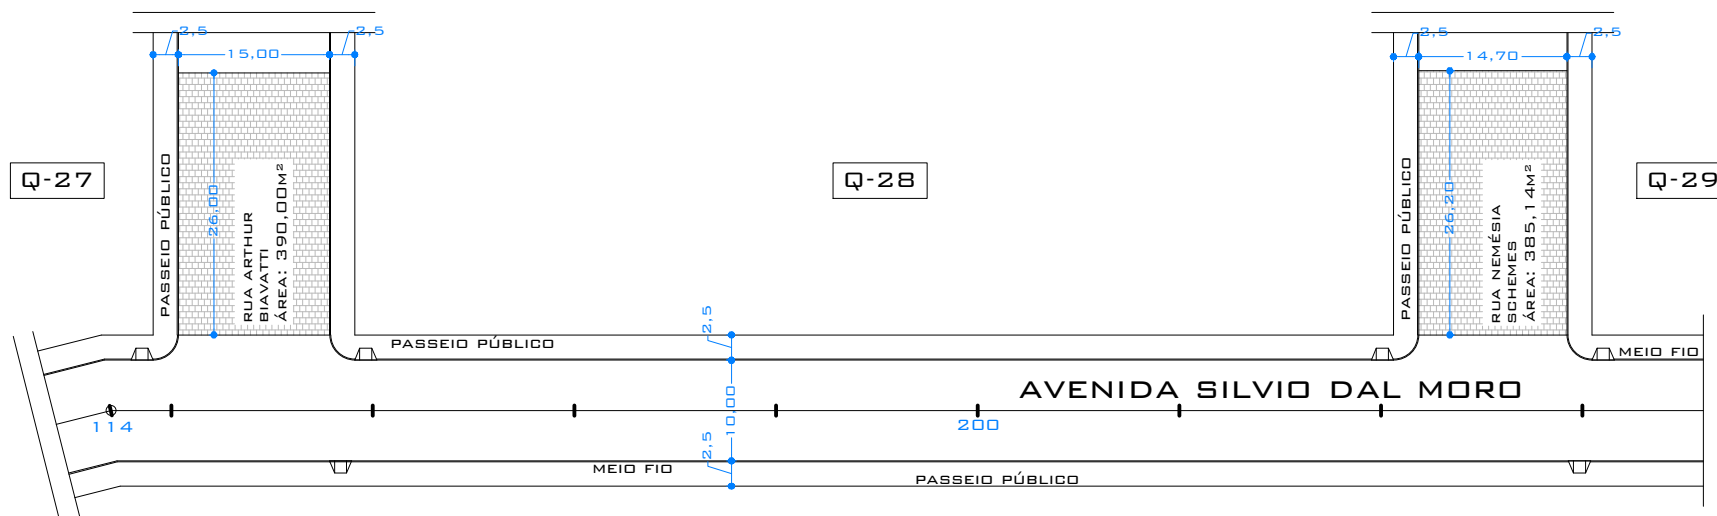 2,5
15,00
2,5
2,5
14,70
2,5
Q-27
PASSEIO PÚBLICO
26,00
RUA ARTHUR
BIAVATTI
ÁREA: 390,00M²
Q-28
PASSEIO PÚBLICO
26,20
RUA NEMÉSIA
SCHEMES
ÁREA: 385,14M²
Q-29
PASSEIO PÚBLICO
2,5
MEIO FIO
AVENIDA SILVIO DAL MORO
114
10,00
200
2,5
MEIO FIO
PASSEIO PÚBLICO